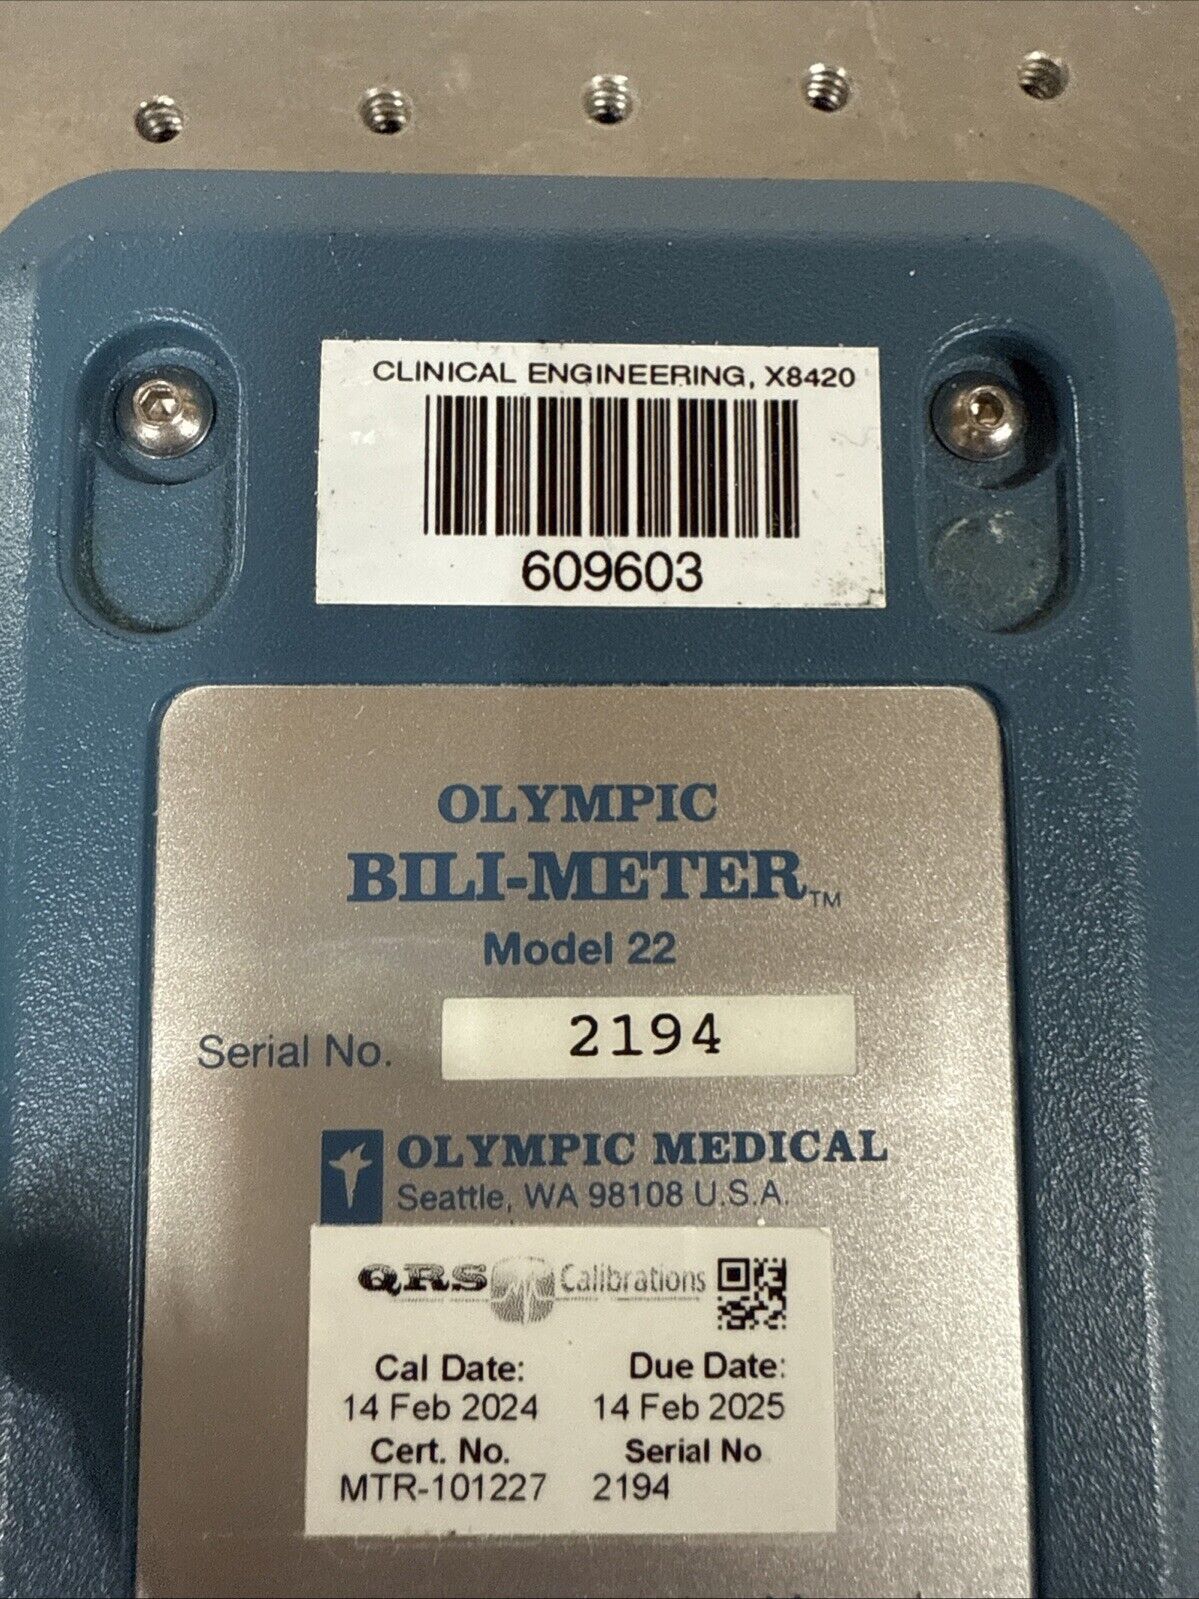 CLINICAL ENGINEERING, X8420
609603
OLYMPIC
BILI-METER™
Model 22
Serial No. 2194
OLYMPIC MEDICAL
Seattle, WA 98108 U.S.A.
QRS Calibrations
Cal Date: Due Date:
14 Feb 2024 14 Feb 2025
Cert. No. Serial No
MTR-101227 2194